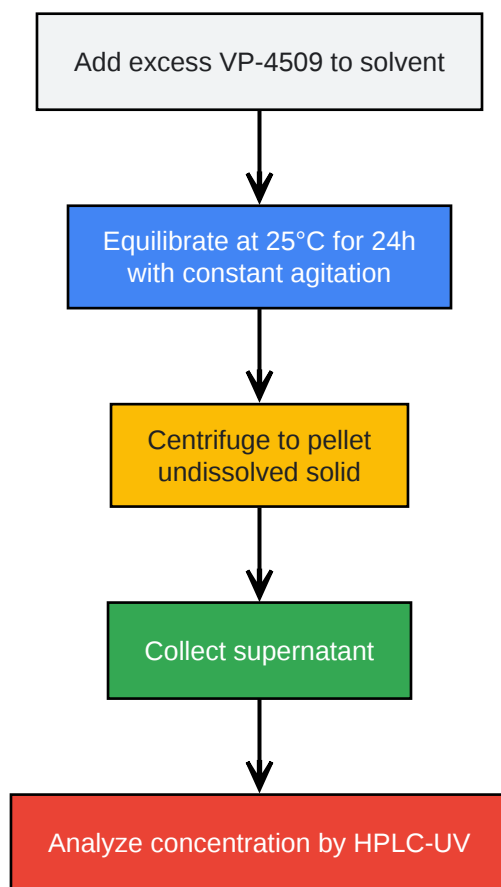 Add excess VP-4509 to solvent
Equilibrate at 25°C for 24h
with constant agitation
Centrifuge to pellet
undissolved solid
Collect supernatant
Analyze concentration by HPLC-UV